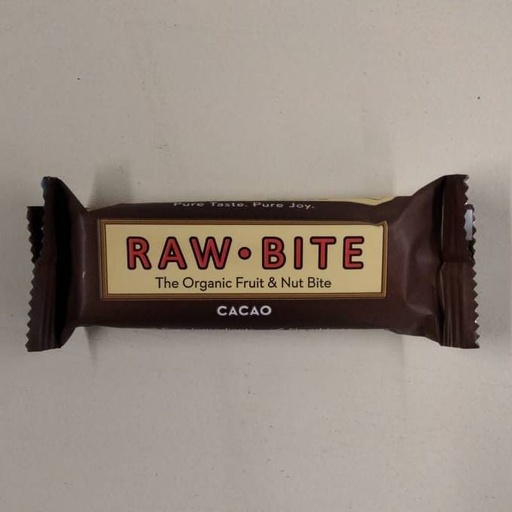 Pure Taste. Pure Joy.
RAW•BITE
The Organic Fruit & Nut Bite
CACAO